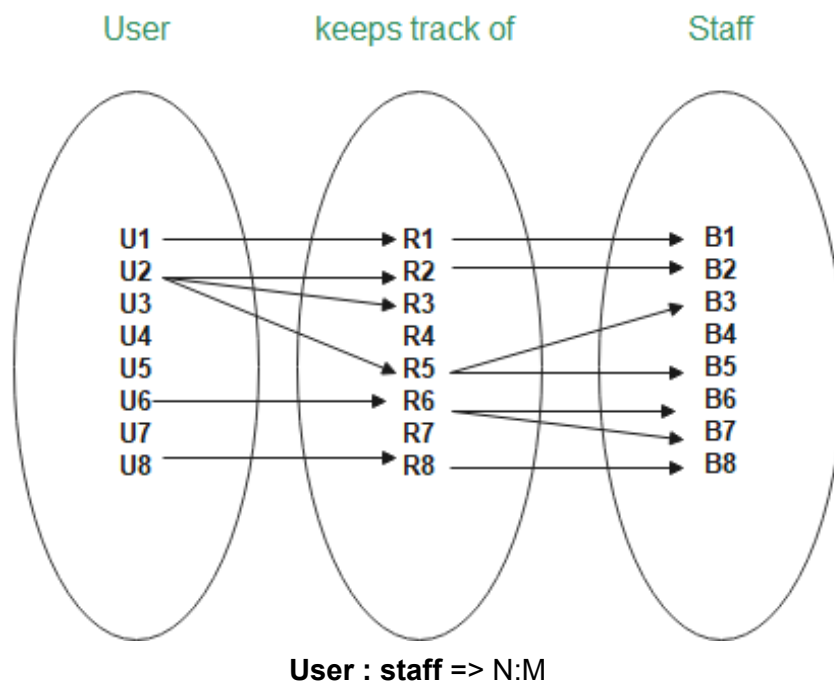 User keeps track of Staff
U1 R1 B1
U2 R2 B2
U3 R3 B3
U4 R4 B4
U5 R5 B5
U6 R6 B6
U7 R7 B7
U8 R8 B8
User : staff => N:M